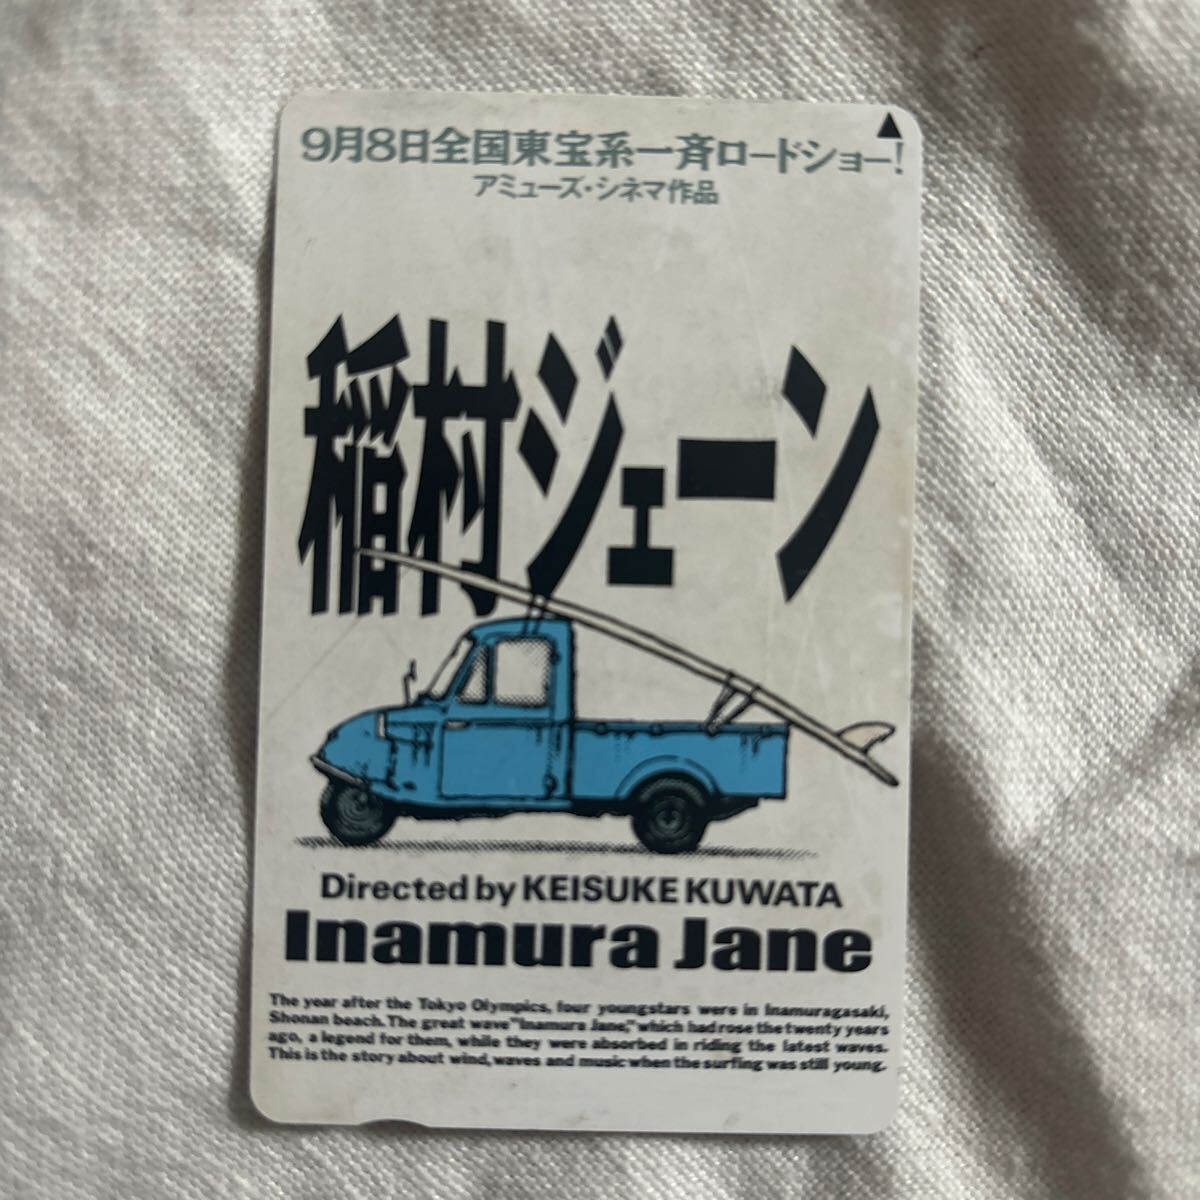 9月8日全国東宝系一斉ロードショー!
アミューズ・シネマ作品
稲村ジェーン
Directed by KEISUKE KUWATA
Inamura Jane
The year after the Tokyo Olympics, four youngstars were in Inamuragasaki,
Shonan beach. The great wave "Inamura Jane," which had rose the twenty years
ago, a legend for them, while they were absorbed in riding the latest waves.
This is the story about wind, waves and music when the surfing was still young.